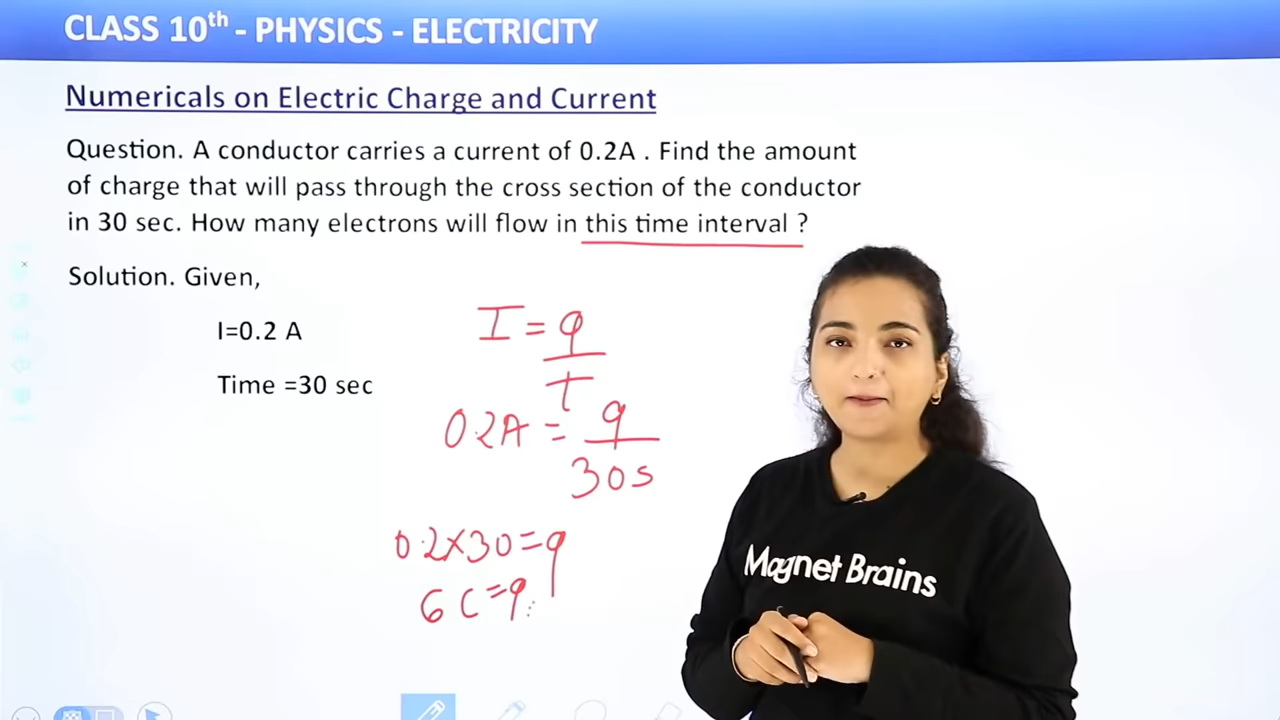 CLASS 10th - PHYSICS - ELECTRICITY
Numericals on Electric Charge and Current
Question. A conductor carries a current of 0.2A . Find the amount
of charge that will pass through the cross section of the conductor
in 30 sec. How many electrons will flow in this time interval ?
Solution. Given,
I=0.2 A
Time =30 sec
I = q
t
0.2A = q
30s
0.2x30=q
6 C=q
Magnet Brains